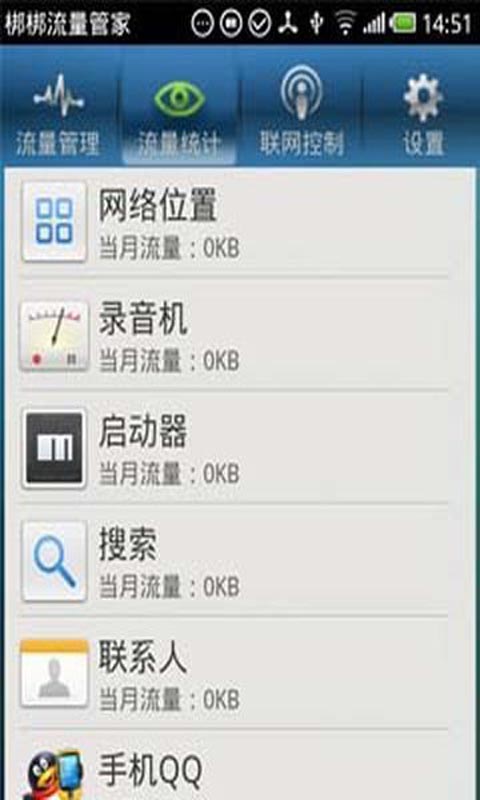 梆梆流量管家 14:51
流量管理 流量统计 联网控制 设置
网络位置
当月流量：0KB
录音机
当月流量：0KB
启动器
当月流量：0KB
搜索
当月流量：0KB
联系人
当月流量：0KB
手机QQ